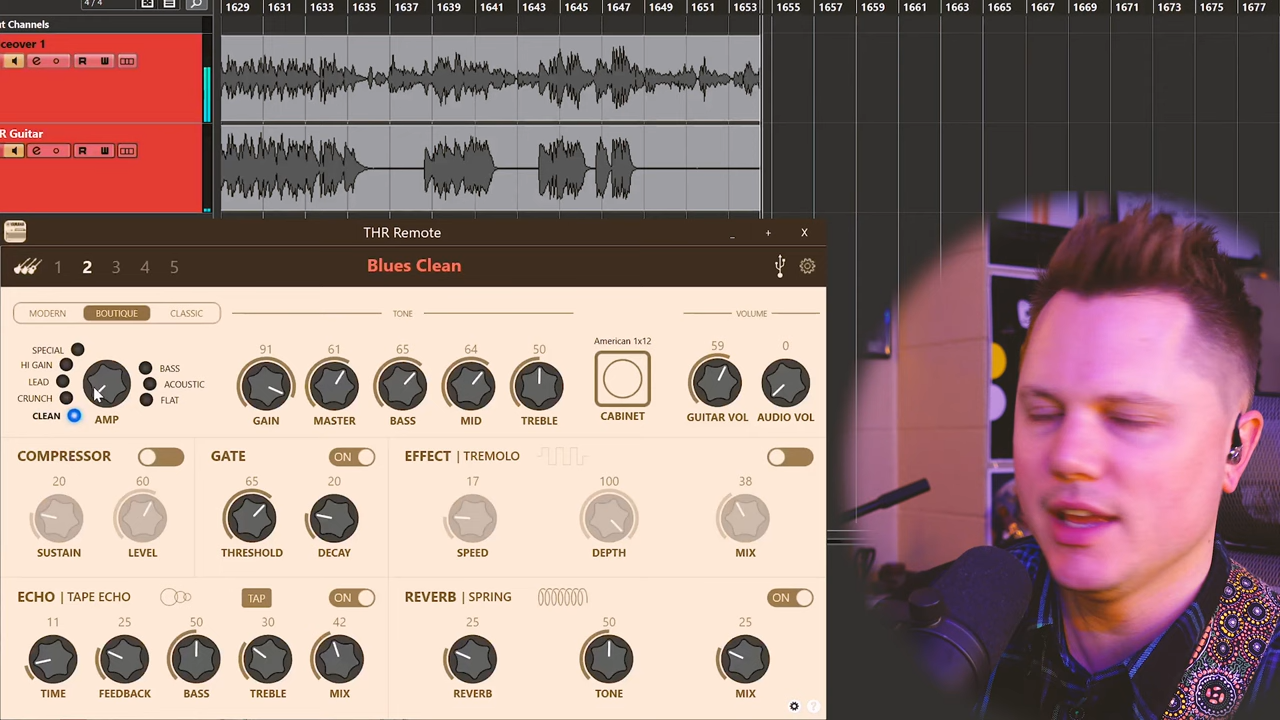 4 / 4
1629 1631 1633 1635 1637 1639 1641 1643 1645 1647 1649 1651 1653 1655 1657 1659 1661 1663 1665 1667 1669 1671 1673 1675 1677
ut Channels
ceover 1
e R W
R Guitar
e R W
THR Remote
_ + X
1 2 3 4 5 Blues Clean
MODERN BOUTIQUE CLASSIC TONE VOLUME
SPECIAL
HI GAIN
LEAD
CRUNCH
CLEAN
AMP
BASS
ACOUSTIC
FLAT
91 61 65 64 50 American 1x12 59 0
GAIN MASTER BASS MID TREBLE CABINET GUITAR VOL AUDIO VOL
COMPRESSOR GATE ON EFFECT | TREMOLO
20 60 65 20 17 100 38
SUSTAIN LEVEL THRESHOLD DECAY SPEED DEPTH MIX
ECHO | TAPE ECHO TAP ON REVERB | SPRING ON
11 25 50 30 42 25 50 25
TIME FEEDBACK BASS TREBLE MIX REVERB TONE MIX
?